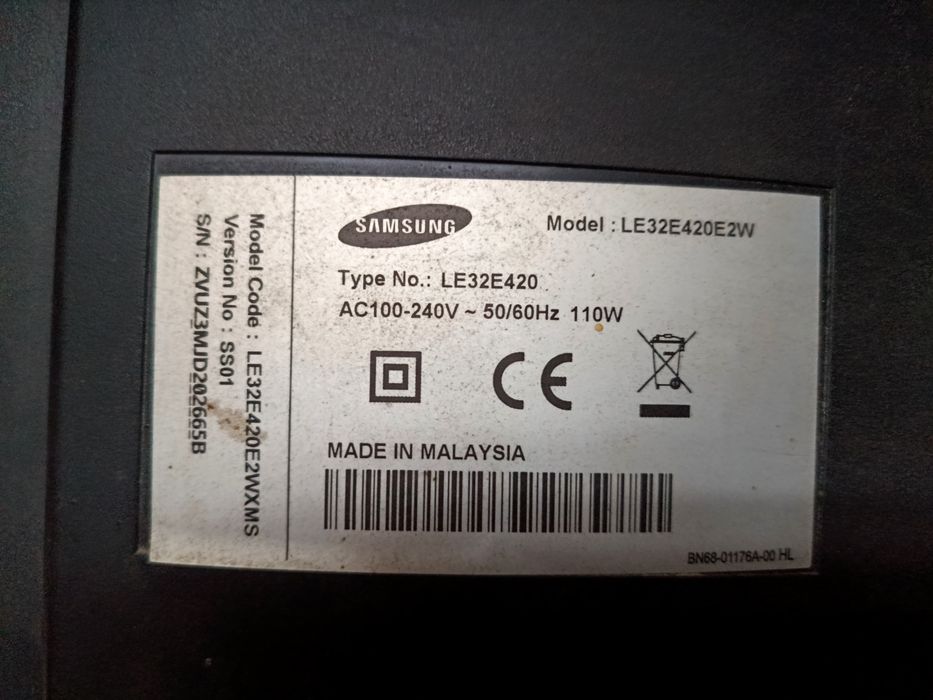 SAMSUNG
Model : LE32E420E2W
Type No.: LE32E420
AC100-240V ~ 50/60Hz 110W
CE
MADE IN MALAYSIA
BN68-01176A-00 HL
Model Code : LE32E420E2WXMS
Version No : SS01
S/N : ZVUZ3MJD202665B